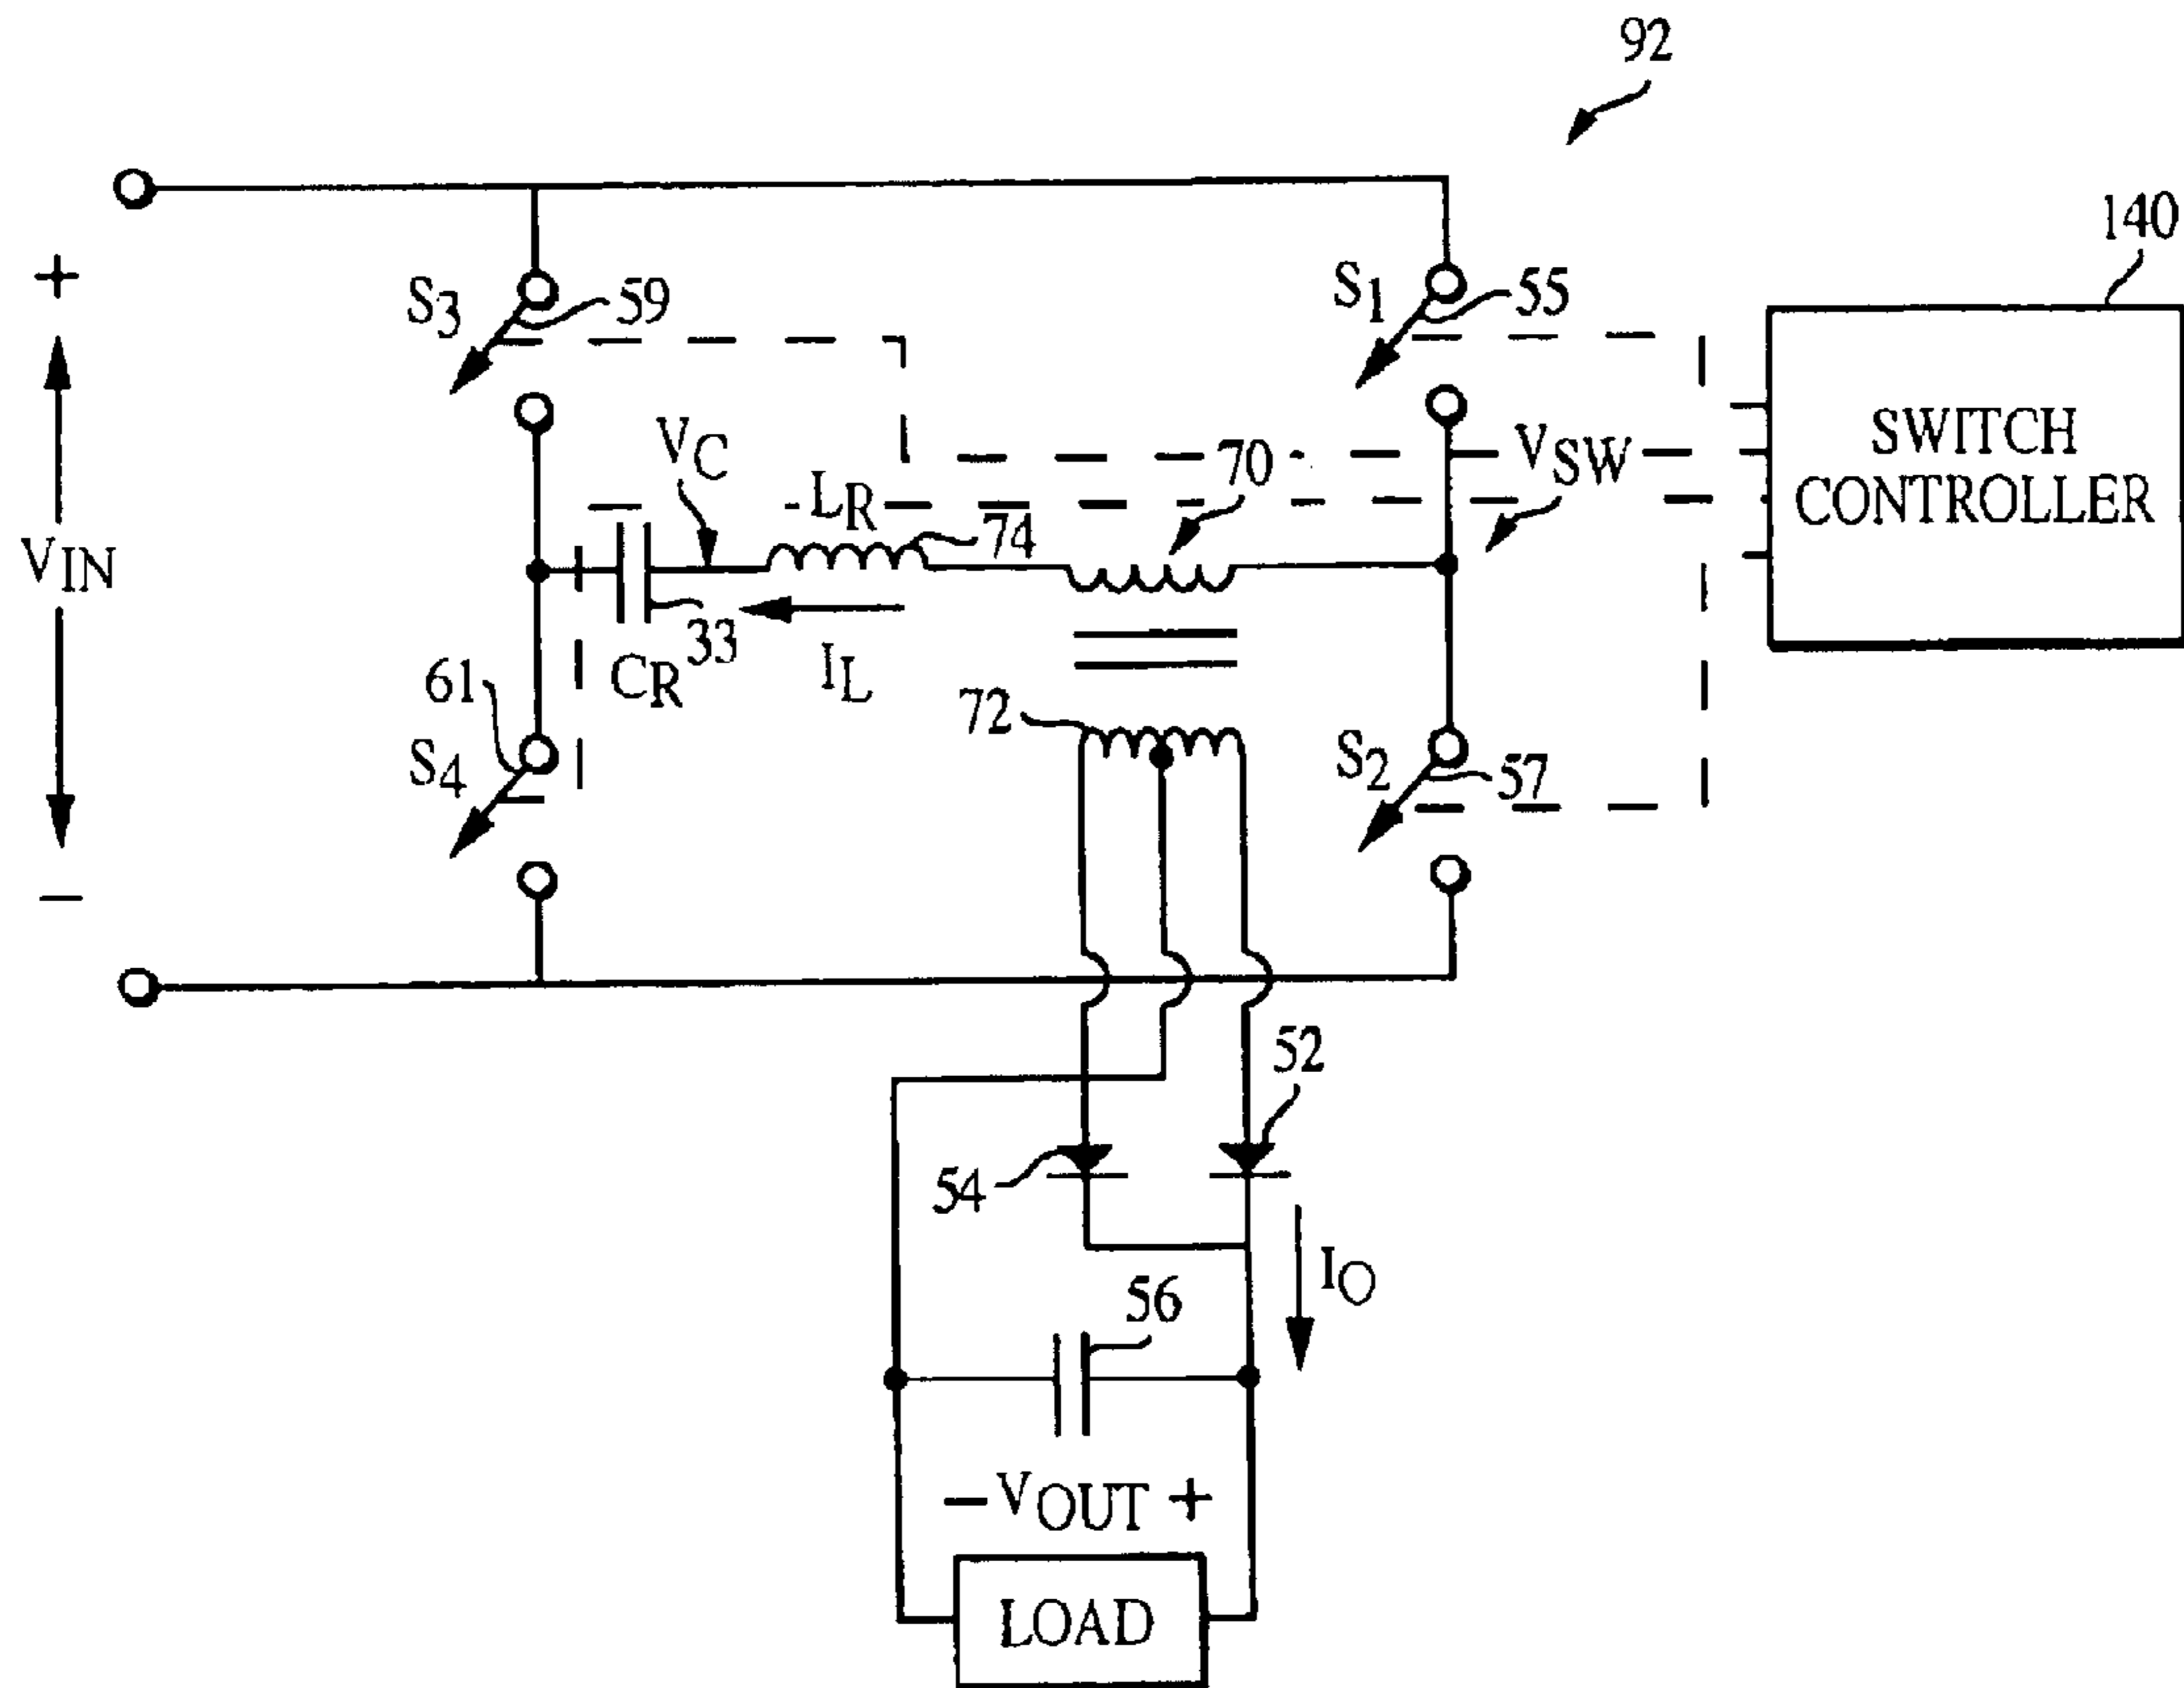 92
140
+
S3
59
S1
55
SWITCH
CONTROLLER
VC
LR
70
VSW
74
VIN
33
CR
IL
61
72
S4
S2
57
−
52
54
IO
56
− VOUT +
LOAD